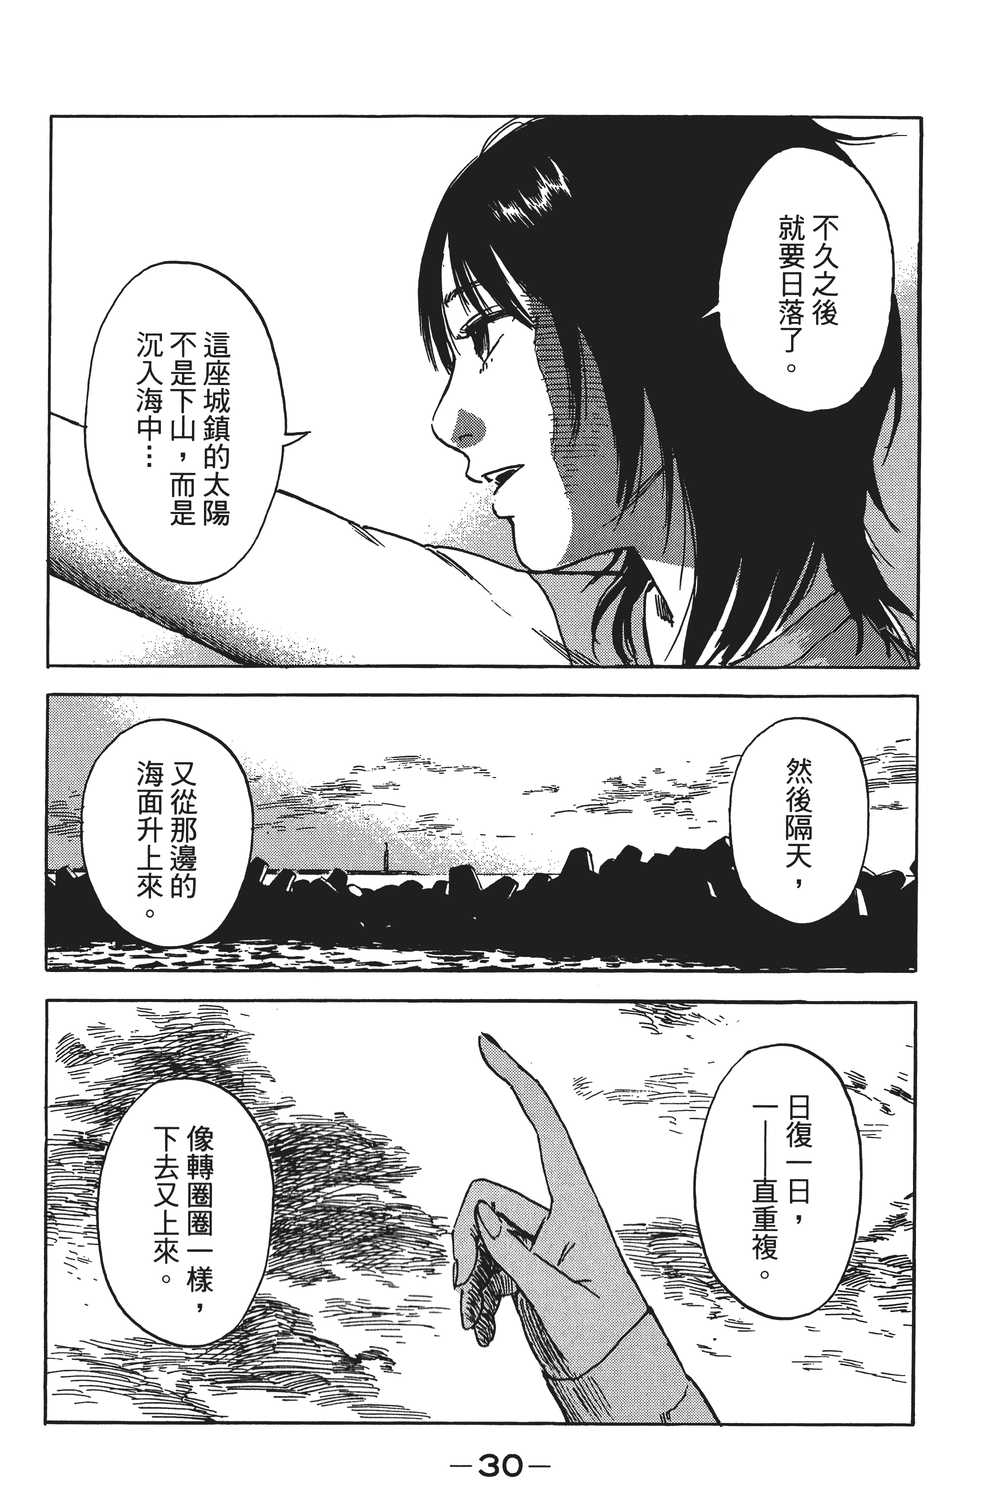 不久之後
就要日落了。
這座城鎮的太陽
不是下山，而是
沉入海中…
然後隔天，
又從那邊的
海面升上來。
日復一日，
一——直重複。
像轉圈圈一樣，
下去又上來。
—30—